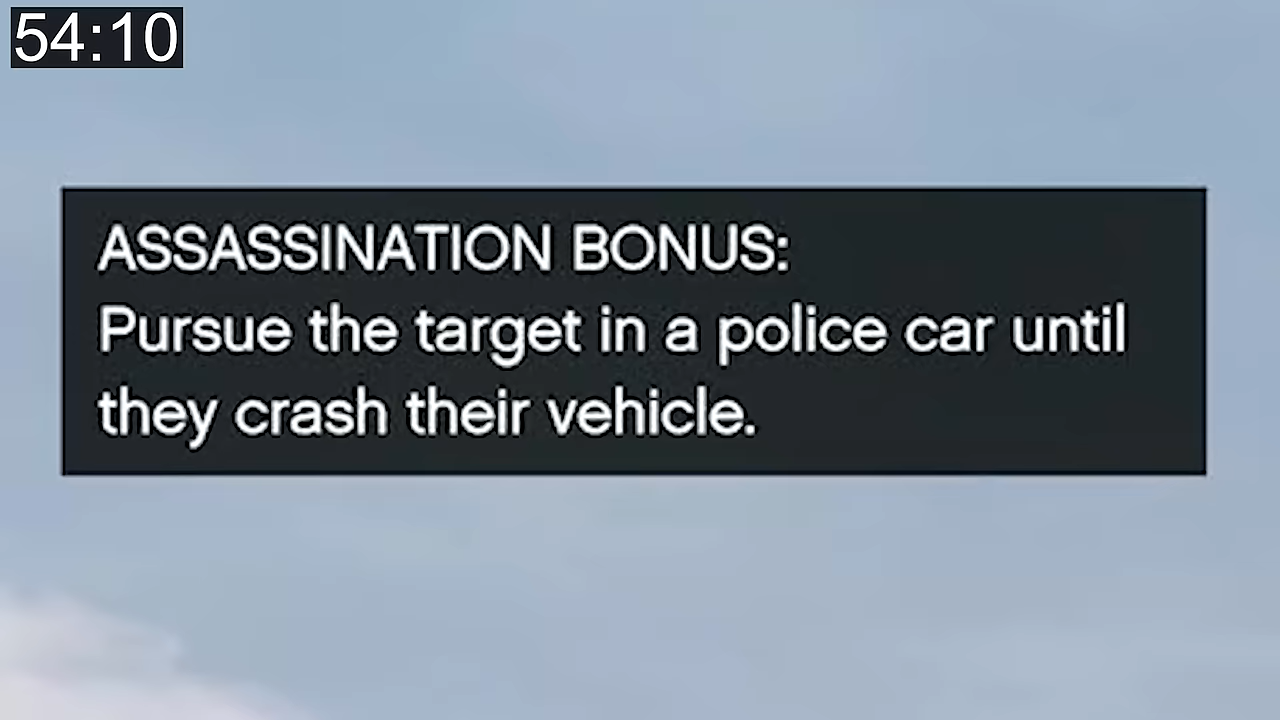 54:10
ASSASSINATION BONUS:
Pursue the target in a police car until
they crash their vehicle.